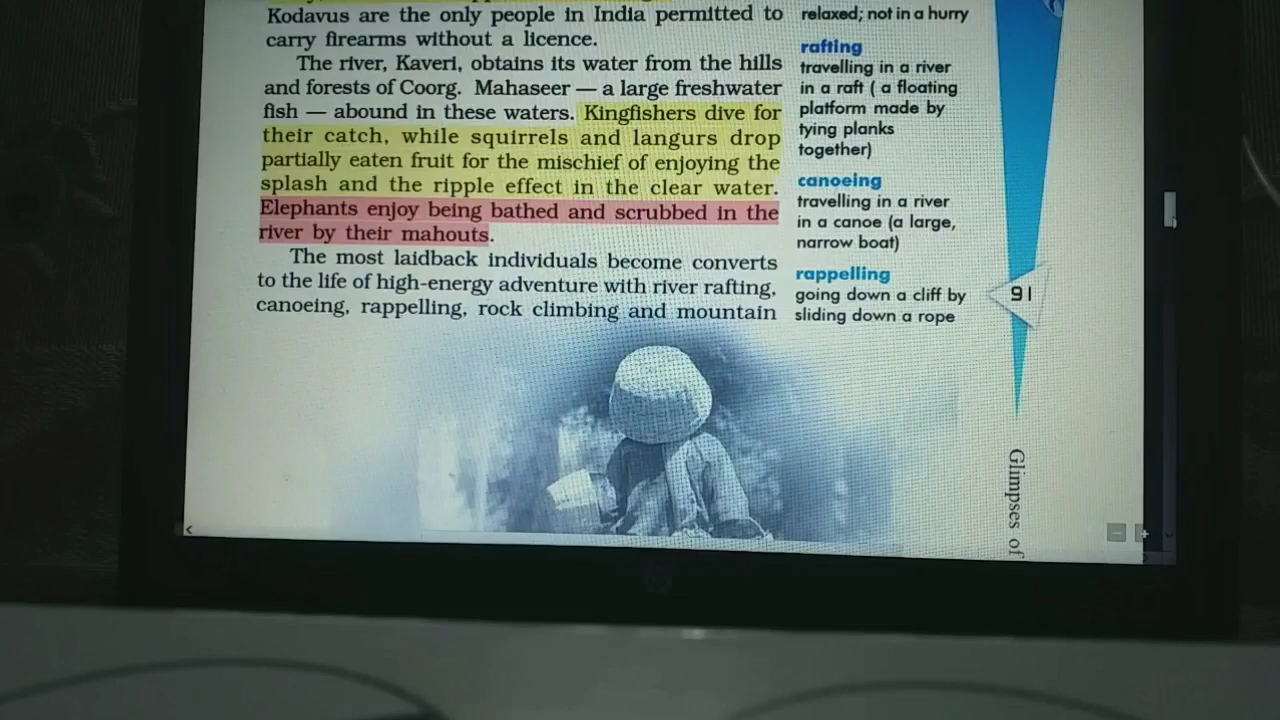 Kodavus are the only people in India permitted to
carry firearms without a licence.
The river, Kaveri, obtains its water from the hills
and forests of Coorg. Mahaseer — a large freshwater
fish — abound in these waters. Kingfishers dive for
their catch, while squirrels and langurs drop
partially eaten fruit for the mischief of enjoying the
splash and the ripple effect in the clear water.
Elephants enjoy being bathed and scrubbed in the
river by their mahouts.
The most laidback individuals become converts
to the life of high-energy adventure with river rafting,
canoeing, rappelling, rock climbing and mountain
relaxed; not in a hurry
rafting
travelling in a river
in a raft ( a floating
platform made by
tying planks
together)
canoeing
travelling in a river
in a canoe (a large,
narrow boat)
rappelling
going down a cliff by
sliding down a rope
91
Glimpses of